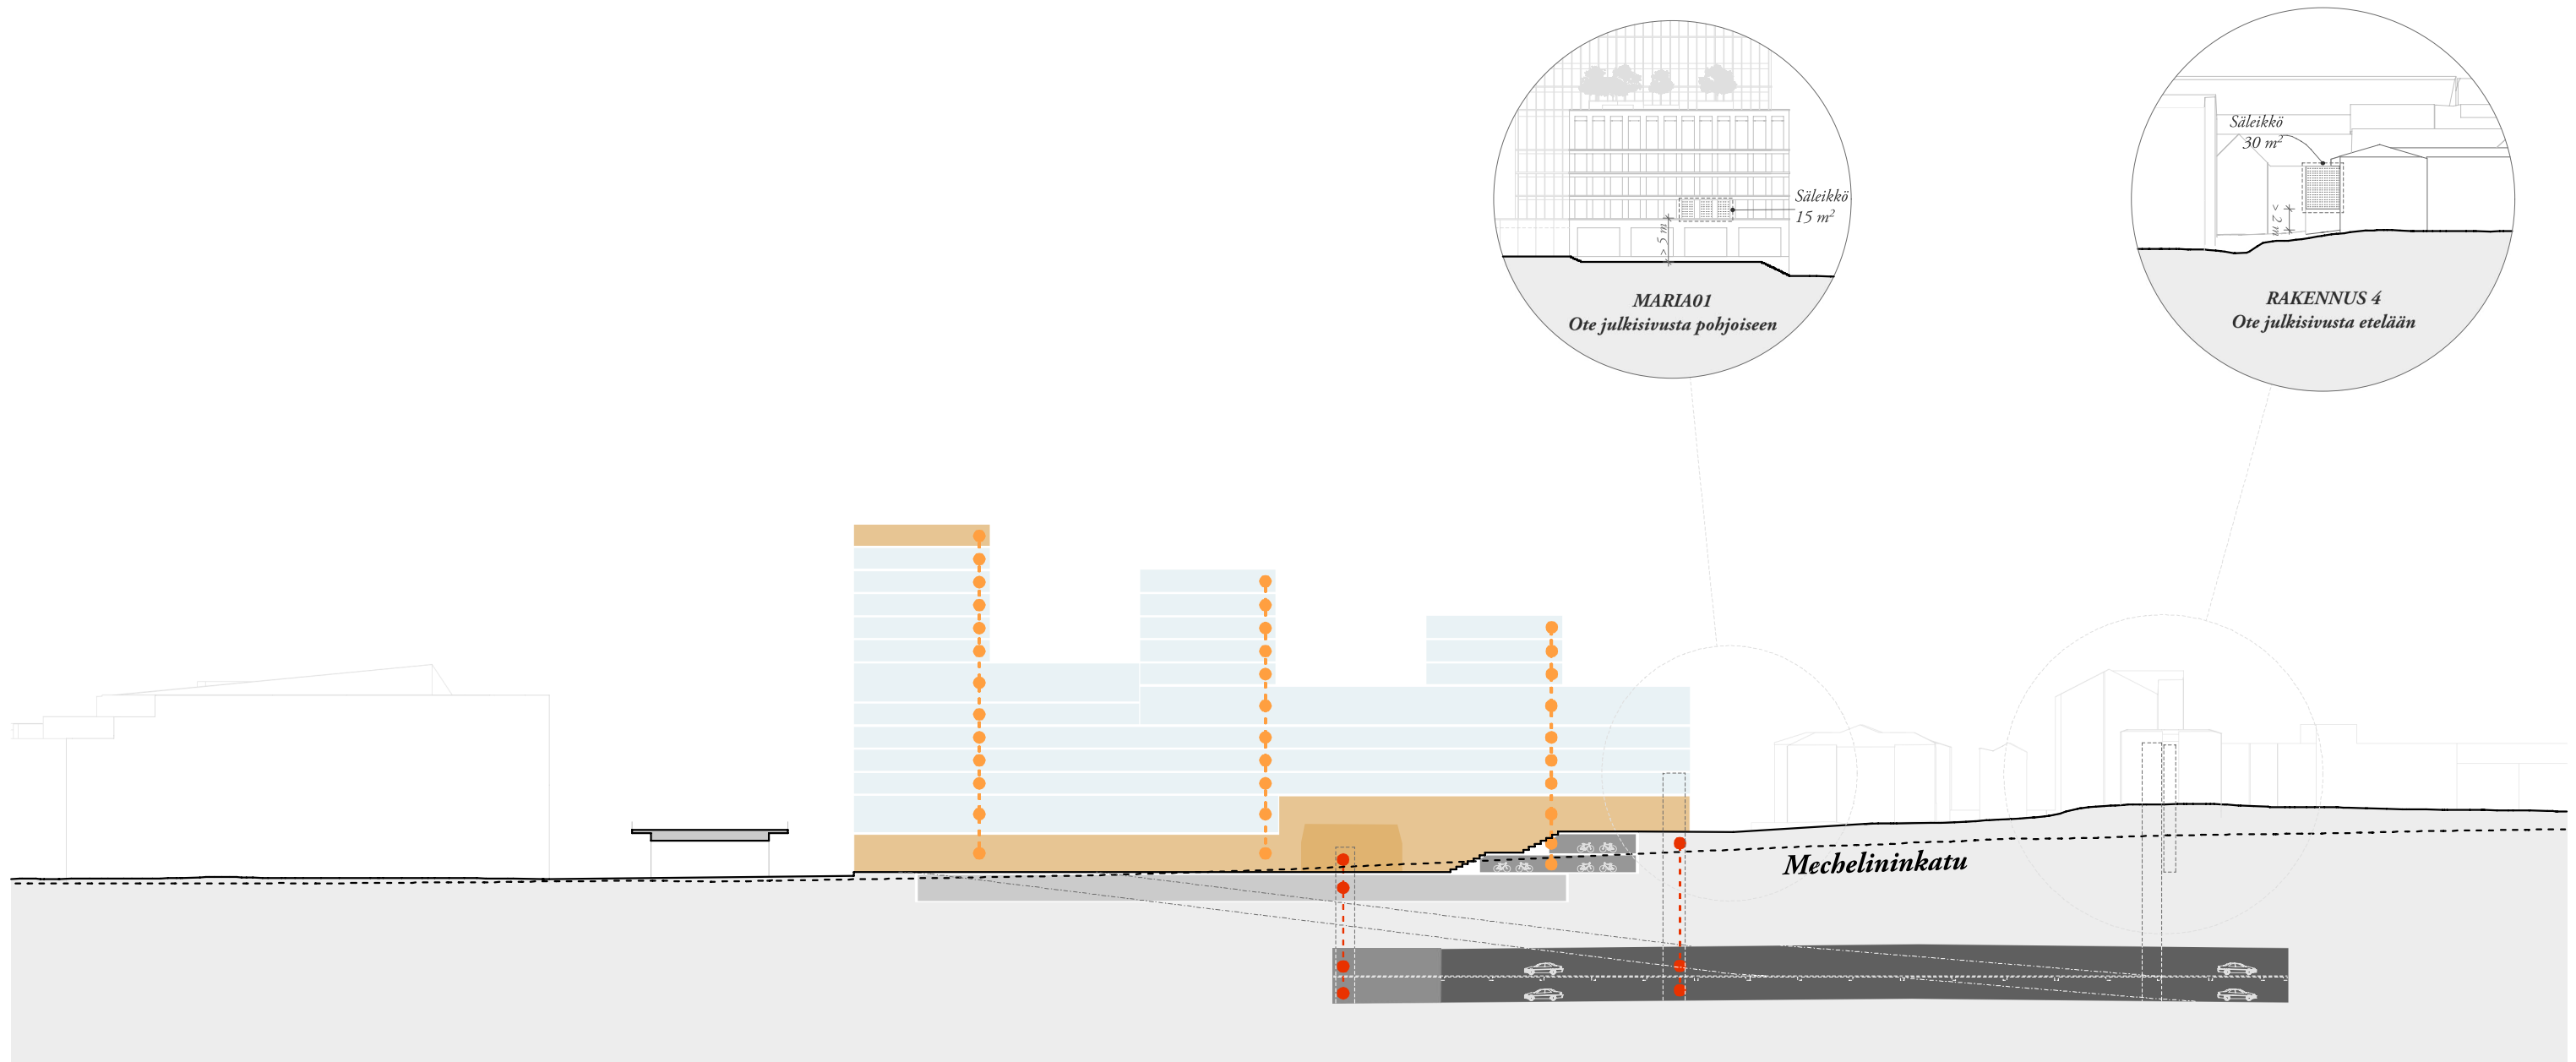 Säleikkö
15 m²
> 5 m
MARIA01
Ote julkisivusta pohjoiseen
Säleikkö
30 m²
> 2 m
RAKENNUS 4
Ote julkisivusta etelään
Mechelininkatu